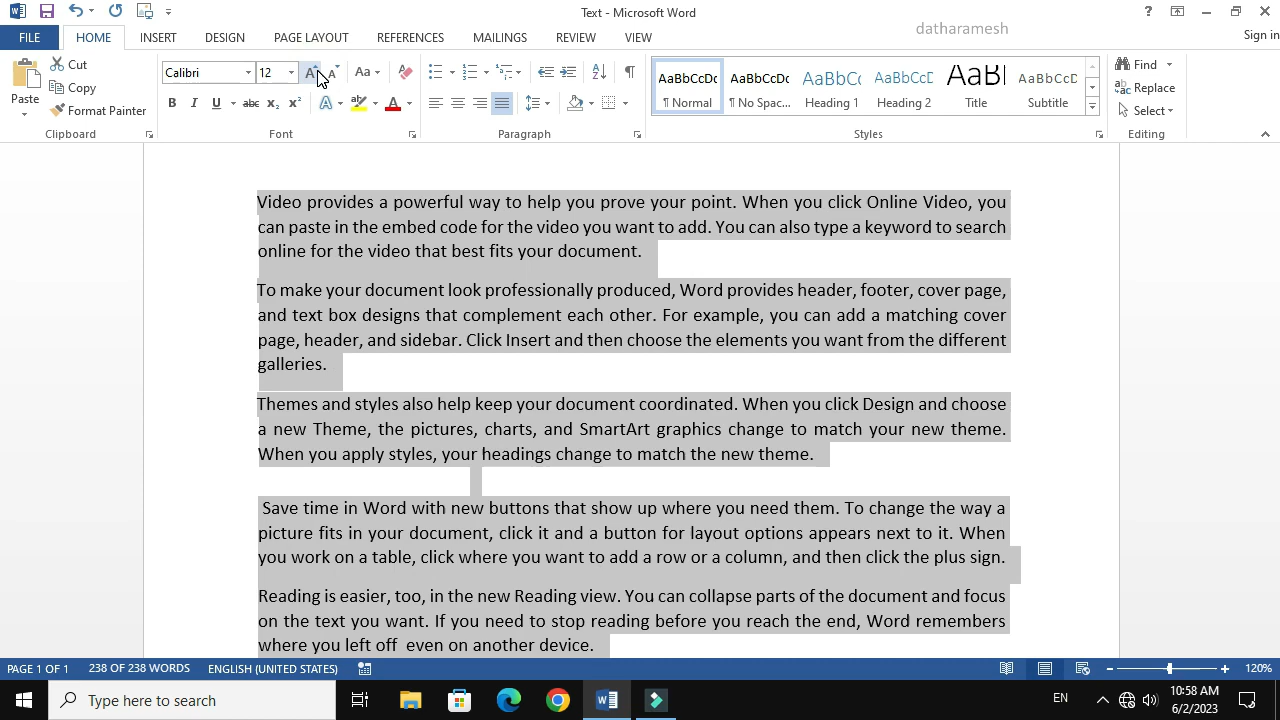 Text - Microsoft Word
datharamesh
Sign in
FILE HOME INSERT DESIGN PAGE LAYOUT REFERENCES MAILINGS REVIEW VIEW
Paste
Cut
Copy
Format Painter
Clipboard
Calibri 12
Font
Paragraph
AaBbCcDc ¶ Normal
AaBbCcDc ¶ No Spac...
AaBbCc Heading 1
AaBbCcD Heading 2
AaB Title
AaBbCcD Subtitle
Styles
Find
Replace
Select
Editing
Video provides a powerful way to help you prove your point. When you click Online Video, you
can paste in the embed code for the video you want to add. You can also type a keyword to search
online for the video that best fits your document.
To make your document look professionally produced, Word provides header, footer, cover page,
and text box designs that complement each other. For example, you can add a matching cover
page, header, and sidebar. Click Insert and then choose the elements you want from the different
galleries.
Themes and styles also help keep your document coordinated. When you click Design and choose
a new Theme, the pictures, charts, and SmartArt graphics change to match your new theme.
When you apply styles, your headings change to match the new theme.
Save time in Word with new buttons that show up where you need them. To change the way a
picture fits in your document, click it and a button for layout options appears next to it. When
you work on a table, click where you want to add a row or a column, and then click the plus sign.
Reading is easier, too, in the new Reading view. You can collapse parts of the document and focus
on the text you want. If you need to stop reading before you reach the end, Word remembers
where you left off even on another device.
PAGE 1 OF 1 238 OF 238 WORDS ENGLISH (UNITED STATES) 120%
Type here to search
EN
10:58 AM
6/2/2023